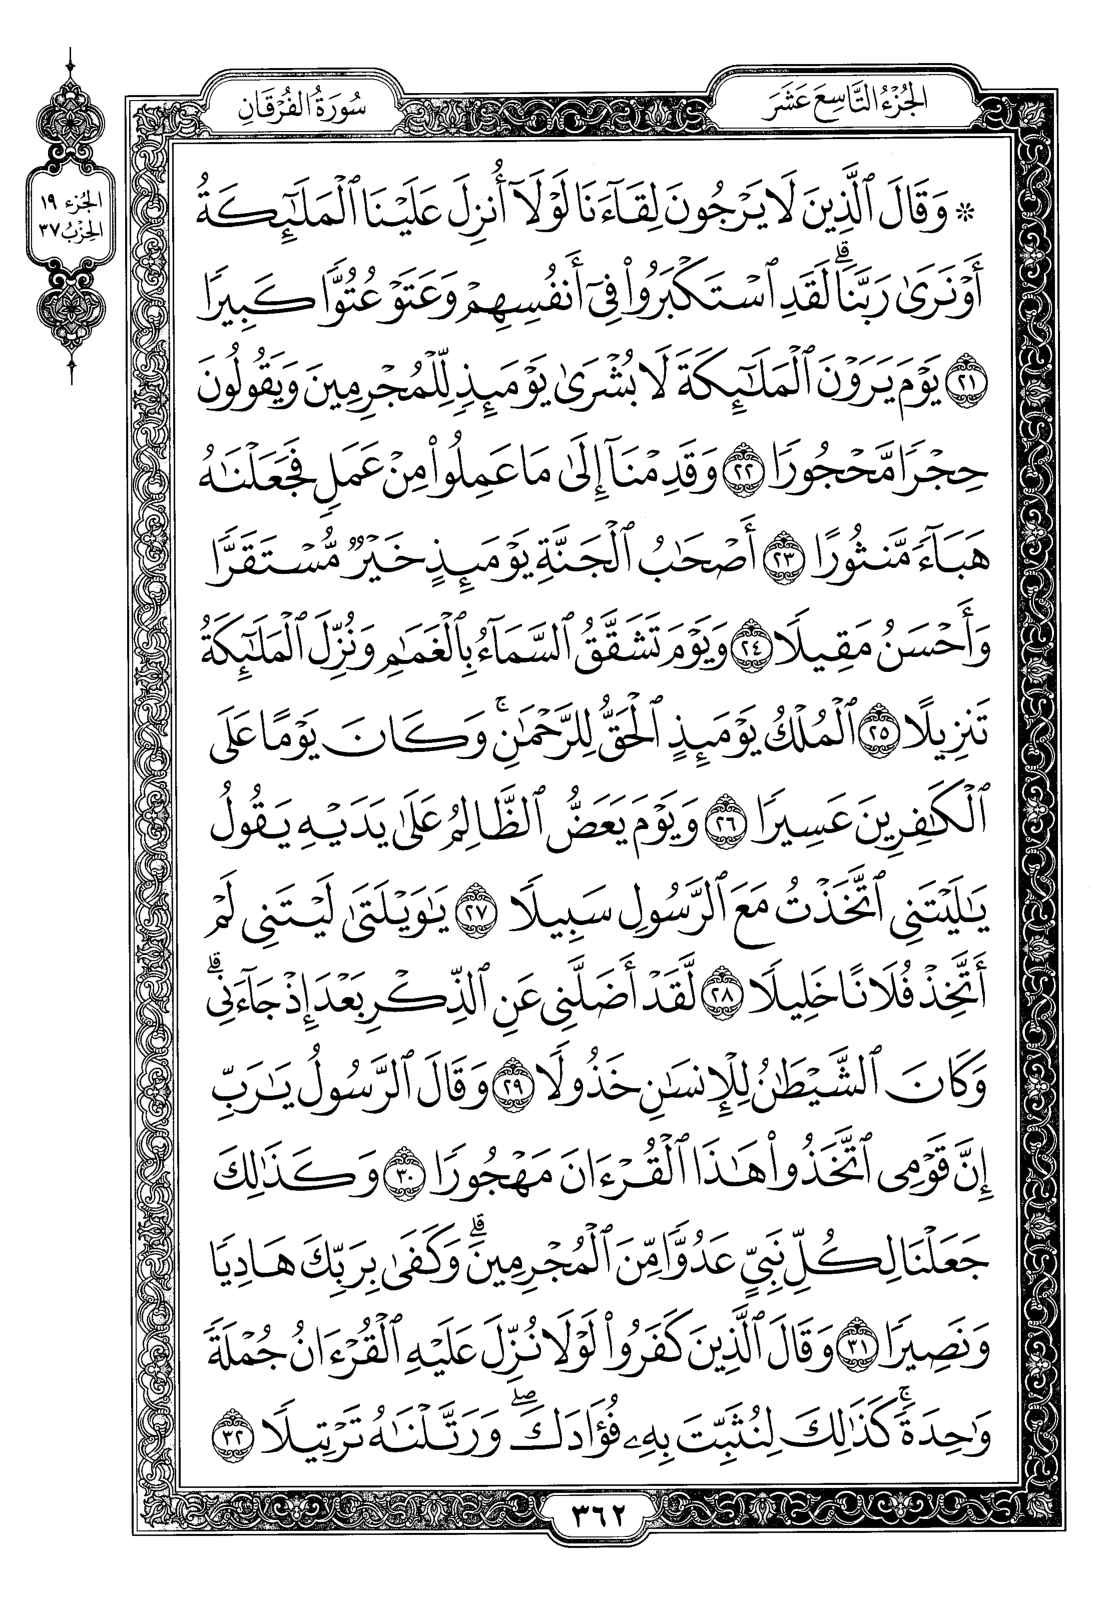 الجُزْءُ التَّاسِعَ عَشَرَ
سُورَةُ الفُرْقَانِ
الجُزء ١٩
الحِزْبُ ٣٧
۞ وَقَالَ ٱلَّذِينَ لَا يَرْجُونَ لِقَآءَنَا لَوْلَآ أُنزِلَ عَلَيْنَا ٱلْمَلَـٰٓئِكَةُ
أَوْ نَرَىٰ رَبَّنَا ۗ لَقَدِ ٱسْتَكْبَرُوا۟ فِىٓ أَنفُسِهِمْ وَعَتَوْ عُتُوًّا كَبِيرًا
٢١ يَوْمَ يَرَوْنَ ٱلْمَلَـٰٓئِكَةَ لَا بُشْرَىٰ يَوْمَئِذٍ لِّلْمُجْرِمِينَ وَيَقُولُونَ
حِجْرًا مَّحْجُورًا ٢٢ وَقَدِمْنَآ إِلَىٰ مَا عَمِلُوا۟ مِنْ عَمَلٍ فَجَعَلْنَـٰهُ
هَبَآءً مَّنثُورًا ٢٣ أَصْحَـٰبُ ٱلْجَنَّةِ يَوْمَئِذٍ خَيْرٌ مُّسْتَقَرًّا
وَأَحْسَنُ مَقِيلًا ٢٤ وَيَوْمَ تَشَقَّقُ ٱلسَّمَآءُ بِٱلْغَمَـٰمِ وَنُزِّلَ ٱلْمَلَـٰٓئِكَةُ
تَنزِيلًا ٢٥ ٱلْمُلْكُ يَوْمَئِذٍ ٱلْحَقُّ لِلرَّحْمَـٰنِ ۚ وَكَانَ يَوْمًا عَلَى
ٱلْكَـٰفِرِينَ عَسِيرًا ٢٦ وَيَوْمَ يَعَضُّ ٱلظَّالِمُ عَلَىٰ يَدَيْهِ يَقُولُ
يَـٰلَيْتَنِى ٱتَّخَذْتُ مَعَ ٱلرَّسُولِ سَبِيلًا ٢٧ يَـٰوَيْلَتَىٰ لَيْتَنِى لَمْ
أَتَّخِذْ فُلَانًا خَلِيلًا ٢٨ لَّقَدْ أَضَلَّنِى عَنِ ٱلذِّكْرِ بَعْدَ إِذْ جَآءَنِى ۗ
وَكَانَ ٱلشَّيْطَـٰنُ لِلْإِنسَـٰنِ خَذُولًا ٢٩ وَقَالَ ٱلرَّسُولُ يَـٰرَبِّ
إِنَّ قَوْمِى ٱتَّخَذُوا۟ هَـٰذَا ٱلْقُرْءَانَ مَهْجُورًا ٣٠ وَكَذَٰلِكَ
جَعَلْنَا لِكُلِّ نَبِىٍّ عَدُوًّا مِّنَ ٱلْمُجْرِمِينَ ۗ وَكَفَىٰ بِرَبِّكَ هَادِيًا
وَنَصِيرًا ٣١ وَقَالَ ٱلَّذِينَ كَفَرُوا۟ لَوْلَا نُزِّلَ عَلَيْهِ ٱلْقُرْءَانُ جُمْلَةً
وَٰحِدَةً ۚ كَذَٰلِكَ لِنُثَبِّتَ بِهِۦ فُؤَادَكَ ۖ وَرَتَّلْنَـٰهُ تَرْتِيلًا ٣٢
٣٦٢